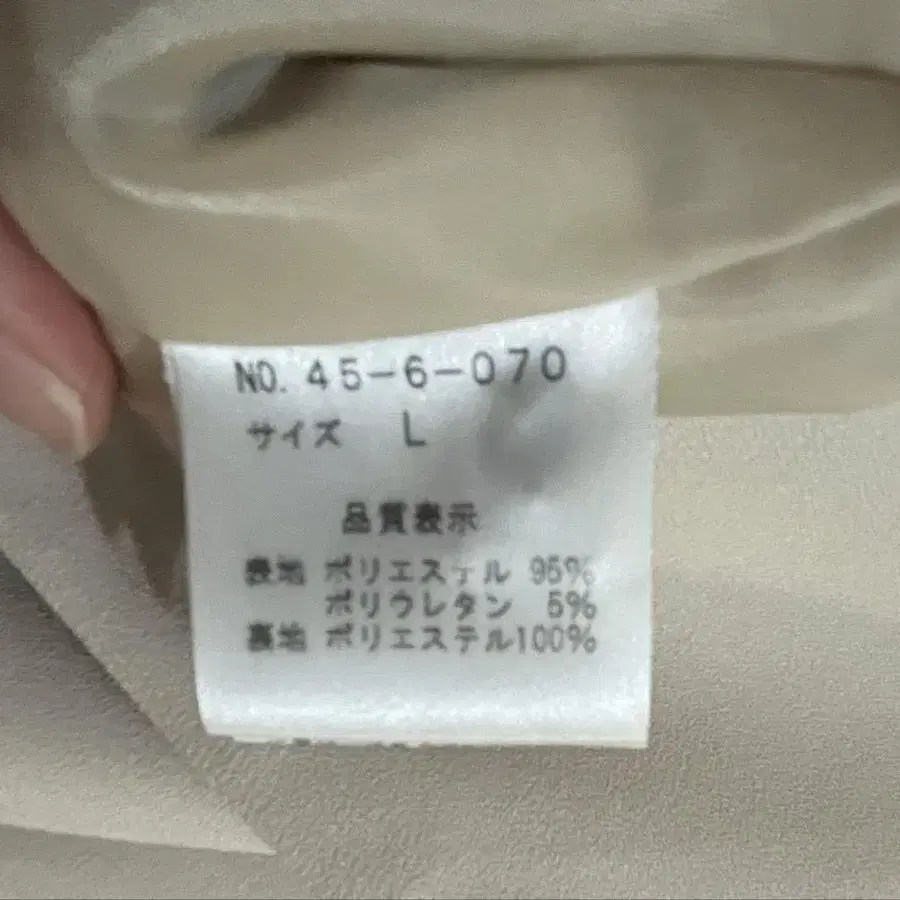 NO. 45-6-070
サイズ L
品質表示
表地 ポリエステル 95%
ポリウレタン 5%
裏地 ポリエステル100%